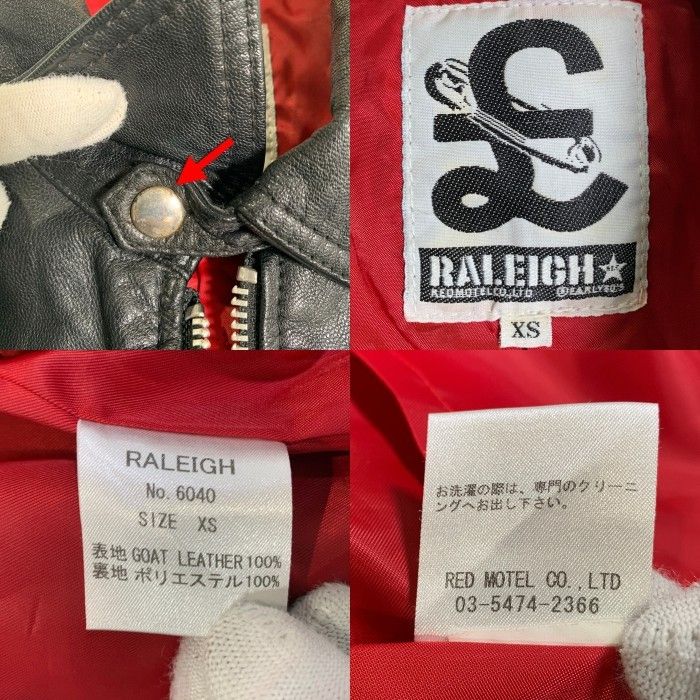 £
RALEIGH★
REDMOTEL CO., LTD
XS
RALEIGH
No. 6040
SIZE XS
表地 GOAT LEATHER 100%
裏地 ポリエステル 100%
お洗濯の際は、専門のクリーニ
ングへお出し下さい。
RED MOTEL CO.,LTD
03-5474-2366